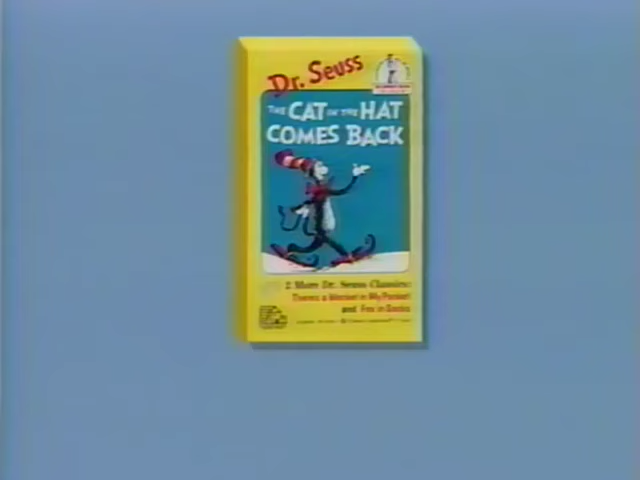 Dr. Seuss
THE CAT IN THE HAT
COMES BACK
2 More Dr. Seuss Classics:
There's a Wocket in My Pocket!
and Fox in Socks